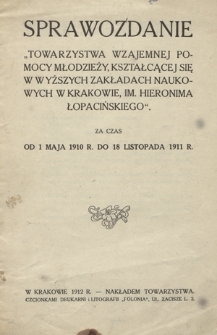 SPRAWOZDANIE
„TOWARZYSTWA WZAJEMNEJ PO-
MOCY MŁODZIEŻY, KSZTAŁCĄCEJ SIĘ
W WYŻSZYCH ZAKŁADACH NAUKO-
WYCH W KRAKOWIE, IM. HIERONIMA
ŁOPACIŃSKIEGO“.
ZA CZAS
OD 1 MAJA 1910 R. DO 18 LISTOPADA 1911 R.
W KRAKOWIE 1912 R. — NAKŁADEM TOWARZYSTWA.
CZCIONKAMI DRUKARNI I LITOGRAFII „POLONIA“, UL. ZACISZE L. 2.